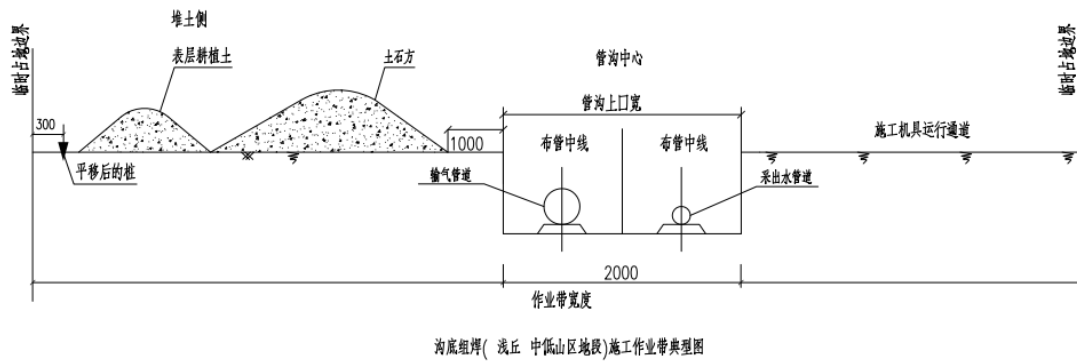 堆土侧
临时占地边界
临时占地边界
表层耕植土
土石方
管沟中心
管沟上口宽
300
1000
布管中线
布管中线
施工机具运行通道
平移后的桩
输气管道
采出水管道
2000
作业带宽度
沟底组焊( 浅丘 中低山区地段)施工作业带典型图